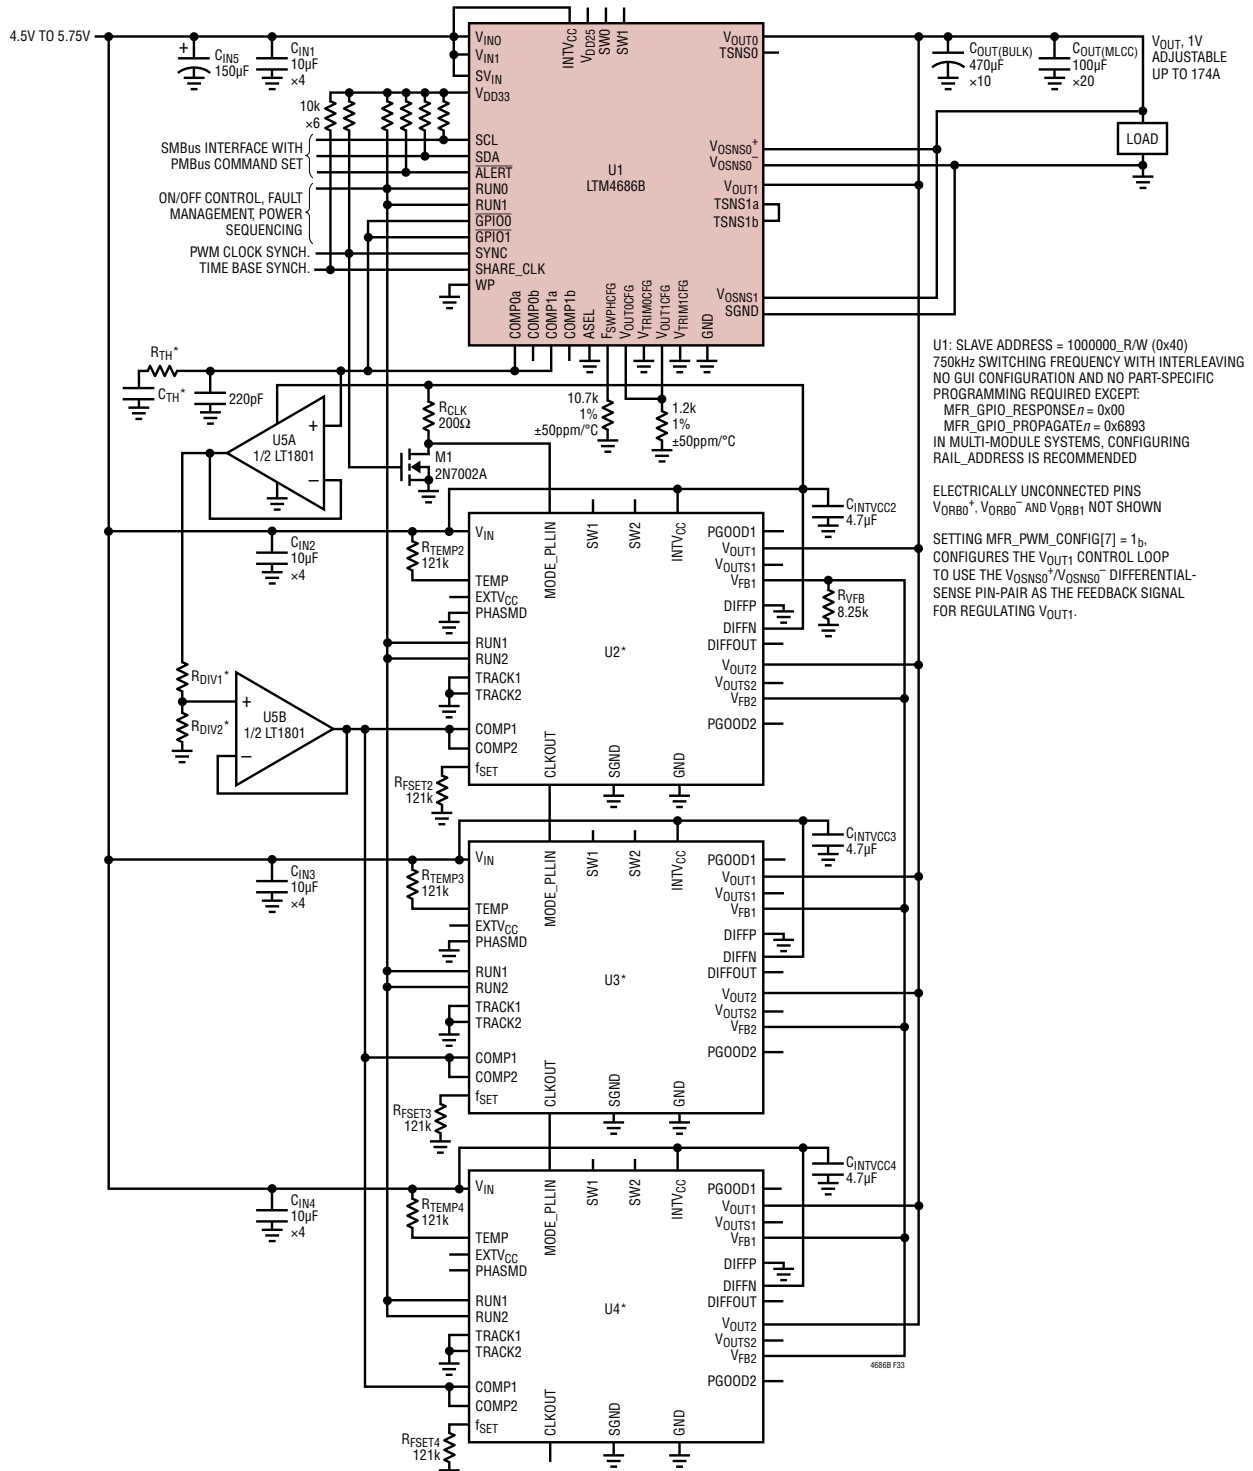 4.5V TO 5.75V
CIN5
150µF
CIN1
10µF
×4
VIN0
VIN1
SVIN
VDD33
INTVCC
VDD25
SW0
SW1
VOUT0
TSNS0
COUT(BULK)
470µF
×10
COUT(MLCC)
100µF
×20
VOUT, 1V
ADJUSTABLE
UP TO 174A
LOAD
10k
×6
SMBus INTERFACE WITH
PMBus COMMAND SET
ON/OFF CONTROL, FAULT
MANAGEMENT, POWER
SEQUENCING
PWM CLOCK SYNCH.
TIME BASE SYNCH.
SCL
SDA
ALERT
RUN0
RUN1
GPIO0
GPIO1
SYNC
SHARE_CLK
WP
U1
LTM4686B
VOSNS0+
VOSNS0–
VOUT1
TSNS1a
TSNS1b
VOSNS1
SGND
COMP0a
COMP0b
COMP1a
COMP1b
ASEL
FSWPHCFG
VOUT0CFG
VTRIM0CFG
VOUT1CFG
VTRIM1CFG
GND
U1: SLAVE ADDRESS = 1000000_R/W (0x40)
750kHz SWITCHING FREQUENCY WITH INTERLEAVING
NO GUI CONFIGURATION AND NO PART-SPECIFIC
PROGRAMMING REQUIRED EXCEPT:
MFR_GPIO_RESPONSEn = 0x00
MFR_GPIO_PROPAGATEn = 0x6893
IN MULTI-MODULE SYSTEMS, CONFIGURING
RAIL_ADDRESS IS RECOMMENDED
ELECTRICALLY UNCONNECTED PINS
VORB0+, VORB0– AND VORB1 NOT SHOWN
SETTING MFR_PWM_CONFIG[7] = 1b,
CONFIGURES THE VOUT1 CONTROL LOOP
TO USE THE VOSNS0+/VOSNS0– DIFFERENTIAL-
SENSE PIN-PAIR AS THE FEEDBACK SIGNAL
FOR REGULATING VOUT1.
RTH*
CTH*
220pF
U5A
1/2 LT1801
+
–
RCLK
200Ω
M1
2N7002A
10.7k
1%
±50ppm/°C
1.2k
1%
±50ppm/°C
CIN2
10µF
×4
RTEMP2
121k
CINTVCC2
4.7µF
VIN
TEMP
EXTVCC
PHASMD
RUN1
RUN2
TRACK1
TRACK2
COMP1
COMP2
fSET
MODE_PLLIN
SW1
SW2
INTVCC
U2*
CLKOUT
SGND
GND
PGOOD1
VOUT1
VOUTS1
VFB1
DIFFP
DIFFN
DIFFOUT
VOUT2
VOUTS2
VFB2
PGOOD2
RVFB
8.25k
RDIV1*
RDIV2*
U5B
1/2 LT1801
+
–
RFSET2
121k
CIN3
10µF
×4
RTEMP3
121k
CINTVCC3
4.7µF
VIN
TEMP
EXTVCC
PHASMD
RUN1
RUN2
TRACK1
TRACK2
COMP1
COMP2
fSET
MODE_PLLIN
SW1
SW2
INTVCC
U3*
CLKOUT
SGND
GND
PGOOD1
VOUT1
VOUTS1
VFB1
DIFFP
DIFFN
DIFFOUT
VOUT2
VOUTS2
VFB2
PGOOD2
RFSET3
121k
CIN4
10µF
×4
RTEMP4
121k
CINTVCC4
4.7µF
VIN
TEMP
EXTVCC
PHASMD
RUN1
RUN2
TRACK1
TRACK2
COMP1
COMP2
fSET
MODE_PLLIN
SW1
SW2
INTVCC
U4*
CLKOUT
SGND
GND
PGOOD1
VOUT1
VOUTS1
VFB1
DIFFP
DIFFN
DIFFOUT
VOUT2
VOUTS2
VFB2
PGOOD2
4686B F33
RFSET4
121k